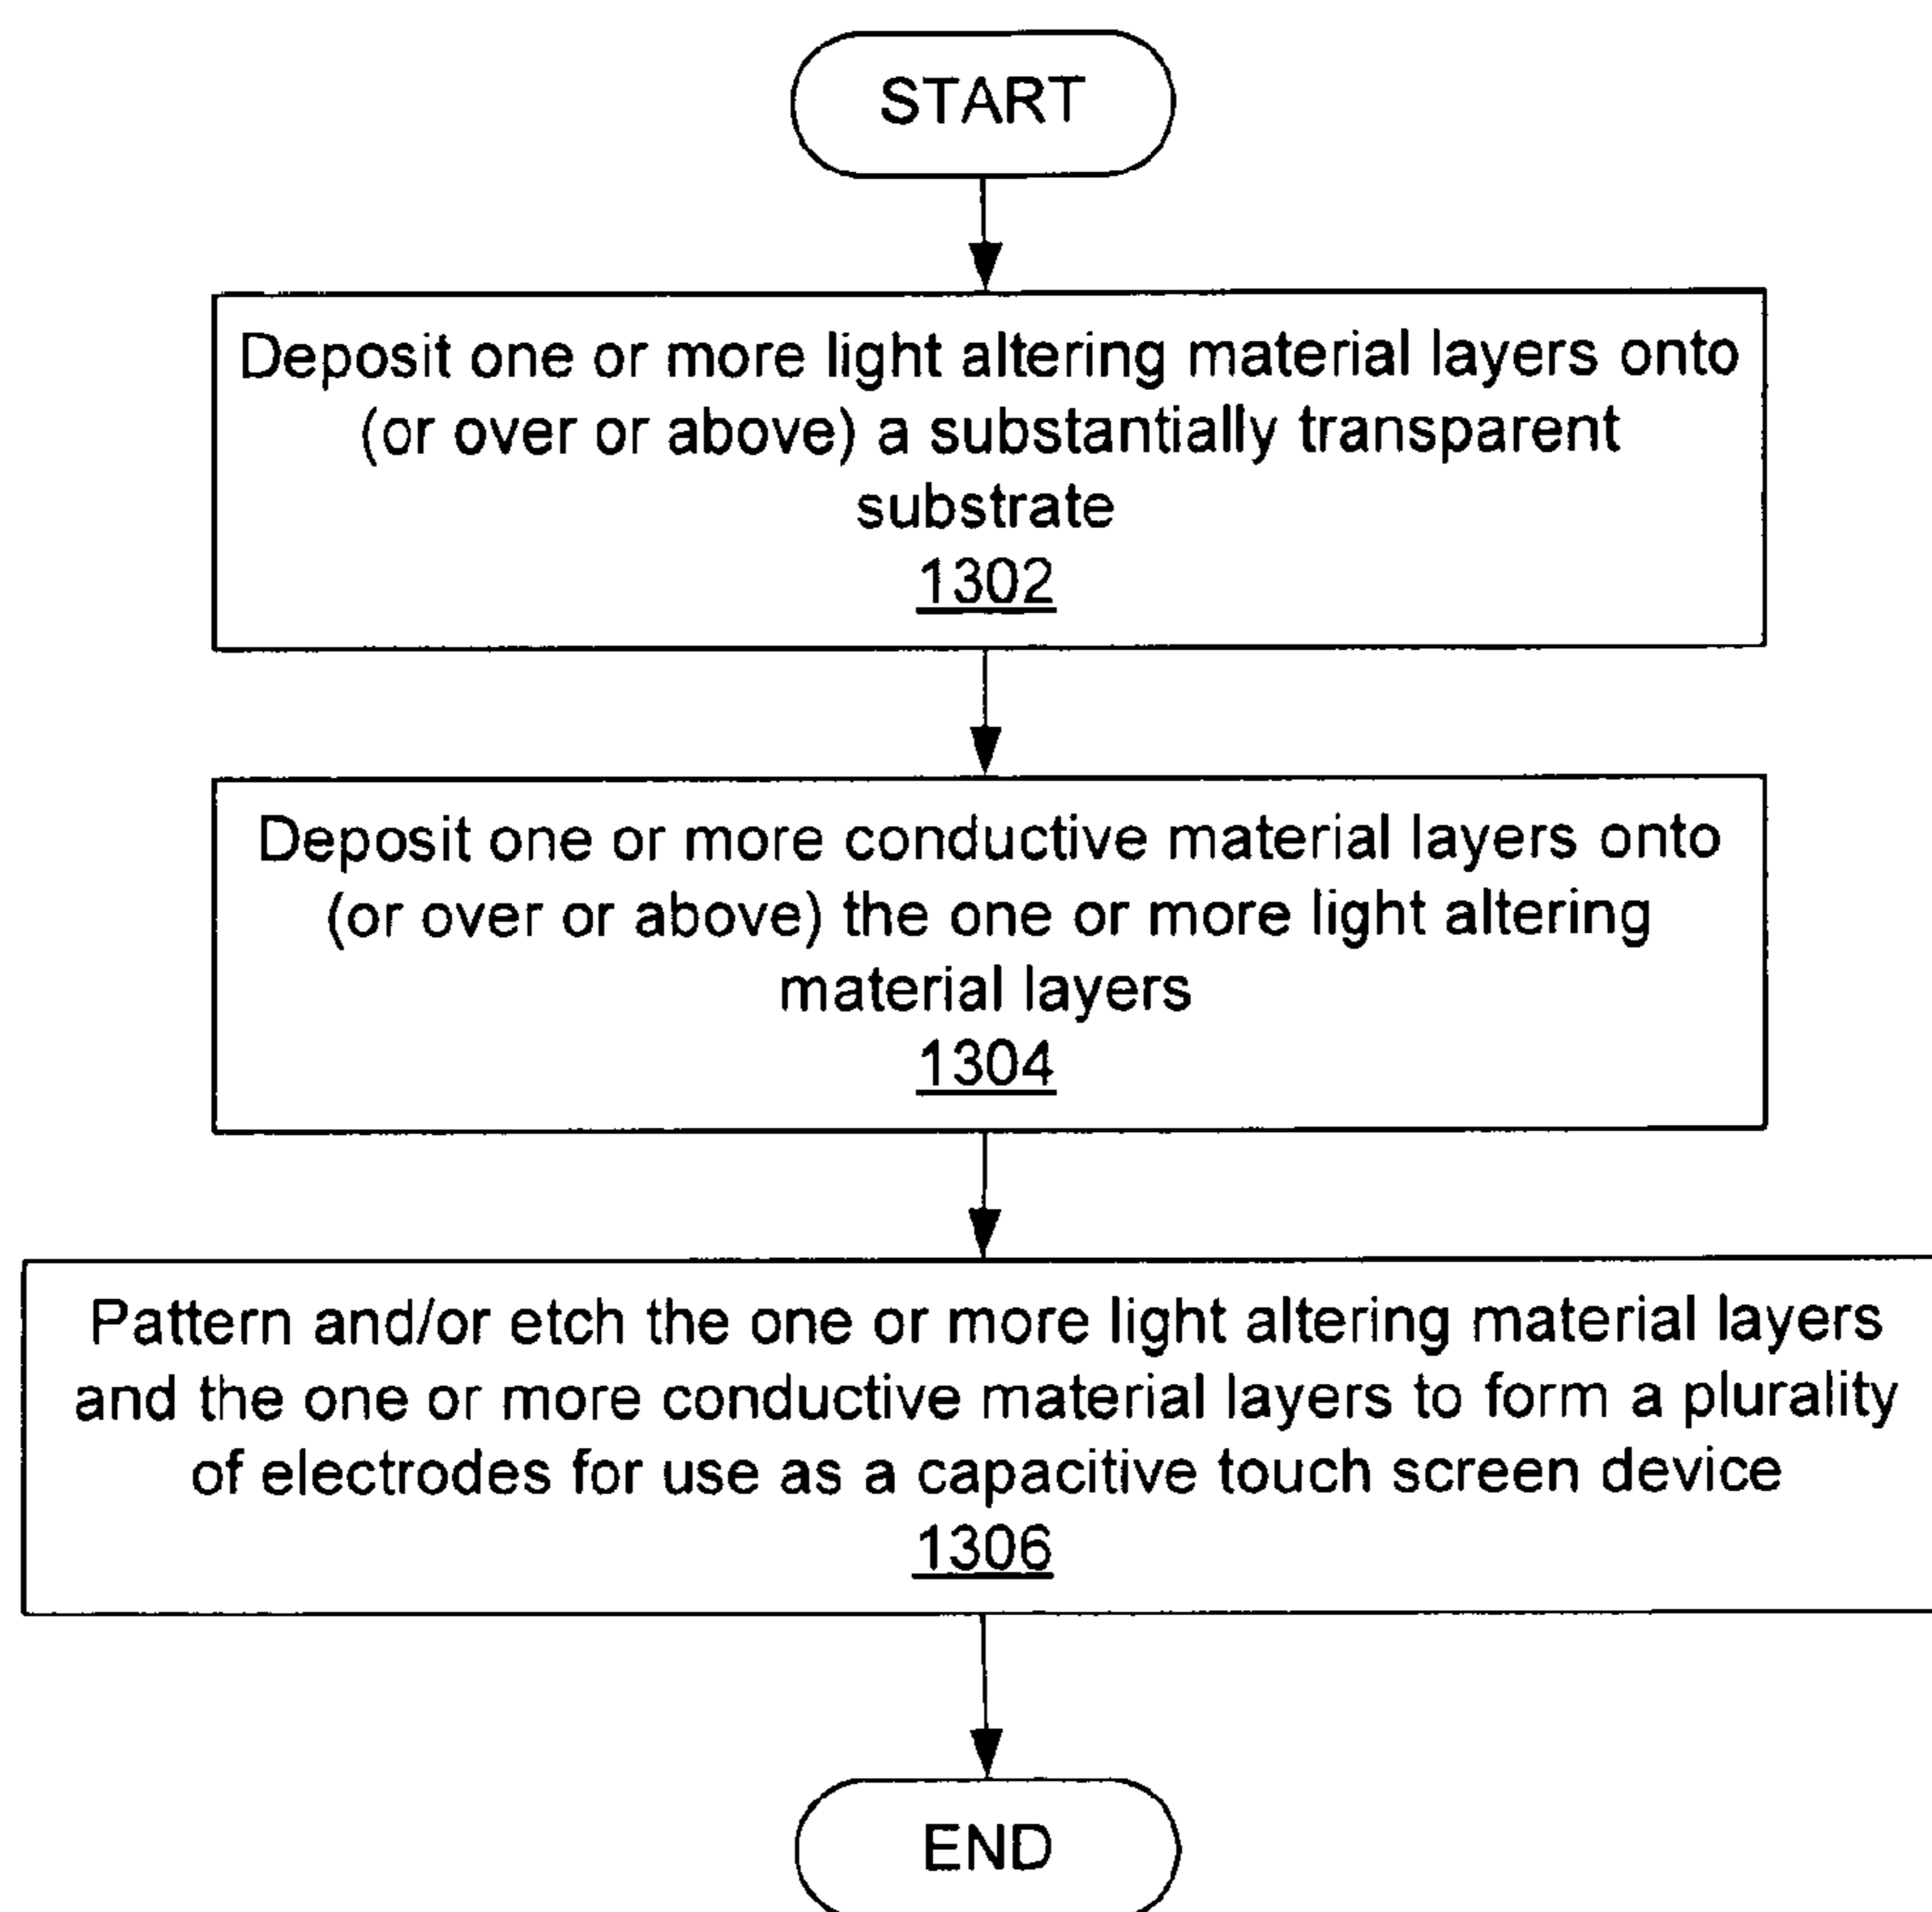 START
Deposit one or more light altering material layers onto
(or over or above) a substantially transparent
substrate
1302
Deposit one or more conductive material layers onto
(or over or above) the one or more light altering
material layers
1304
Pattern and/or etch the one or more light altering material layers
and the one or more conductive material layers to form a plurality
of electrodes for use as a capacitive touch screen device
1306
END